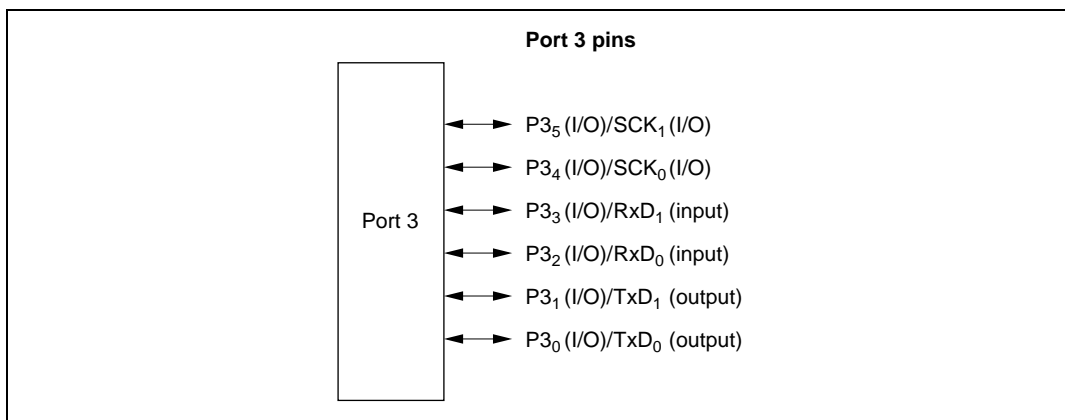 Port 3 pins
P3₅ (I/O)/SCK₁ (I/O)
P3₄ (I/O)/SCK₀ (I/O)
Port 3
P3₃ (I/O)/RxD₁ (input)
P3₂ (I/O)/RxD₀ (input)
P3₁ (I/O)/TxD₁ (output)
P3₀ (I/O)/TxD₀ (output)